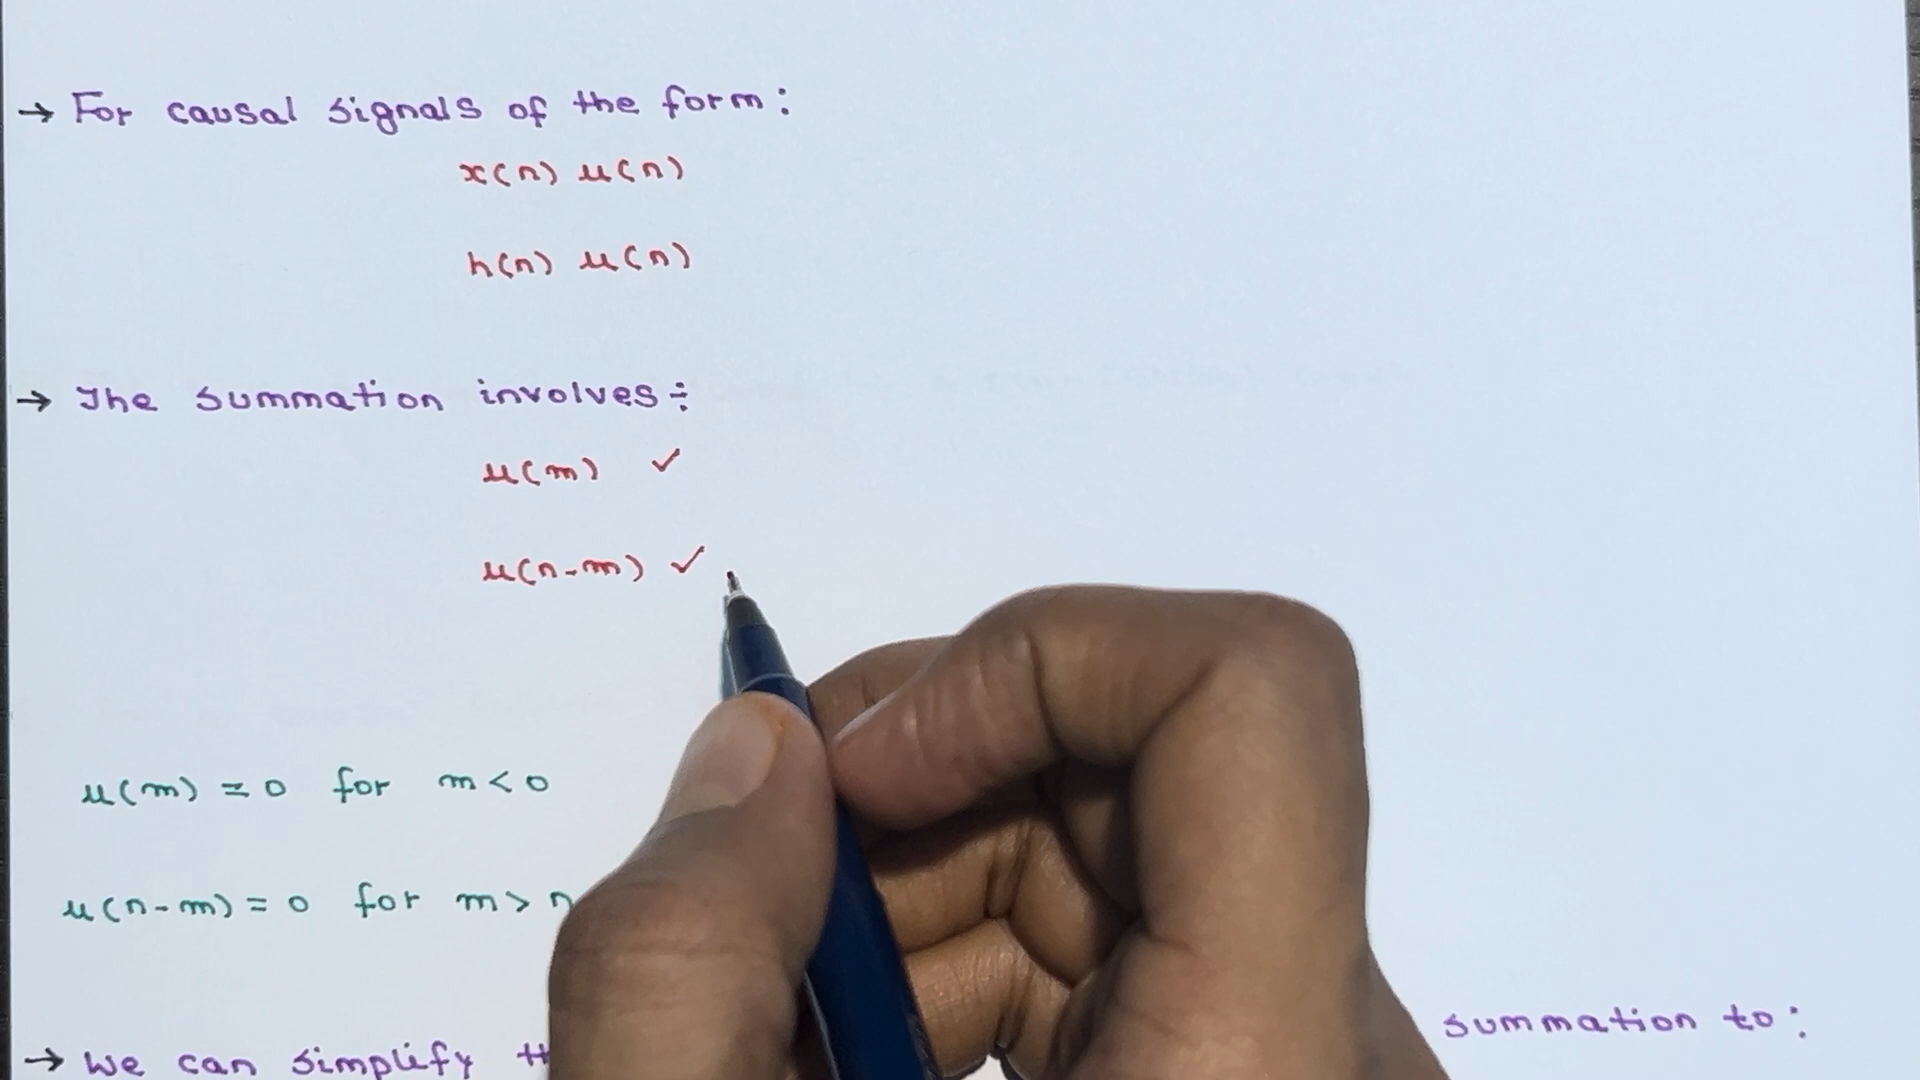 → For causal signals of the form:
x(n) u(n)
h(n) u(n)
→ The summation involves:
u(m) ✓
u(n-m) ✓
u(m) = 0 for m < 0
u(n-m) = 0 for m > n
→ We can simplify summation to: